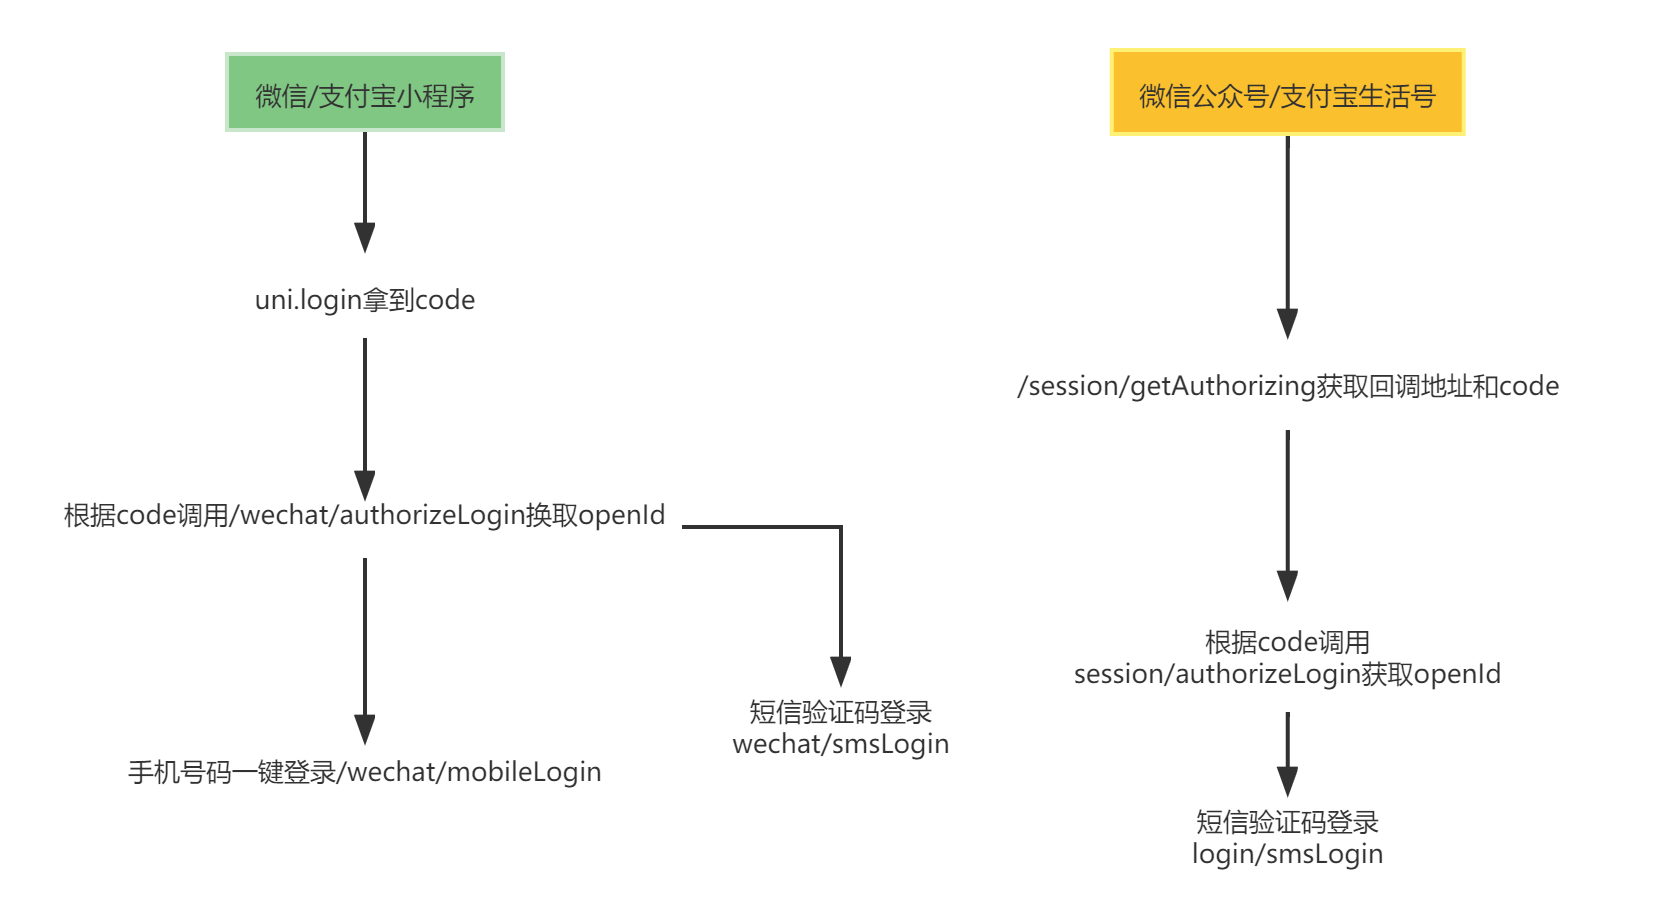 微信/支付宝小程序
uni.login拿到code
根据code调用/wechat/authorizeLogin换取openId
手机号码一键登录/wechat/mobileLogin
短信验证码登录
wechat/smsLogin
微信公众号/支付宝生活号
/session/getAuthorizing获取回调地址和code
根据code调用
session/authorizeLogin获取openId
短信验证码登录
login/smsLogin